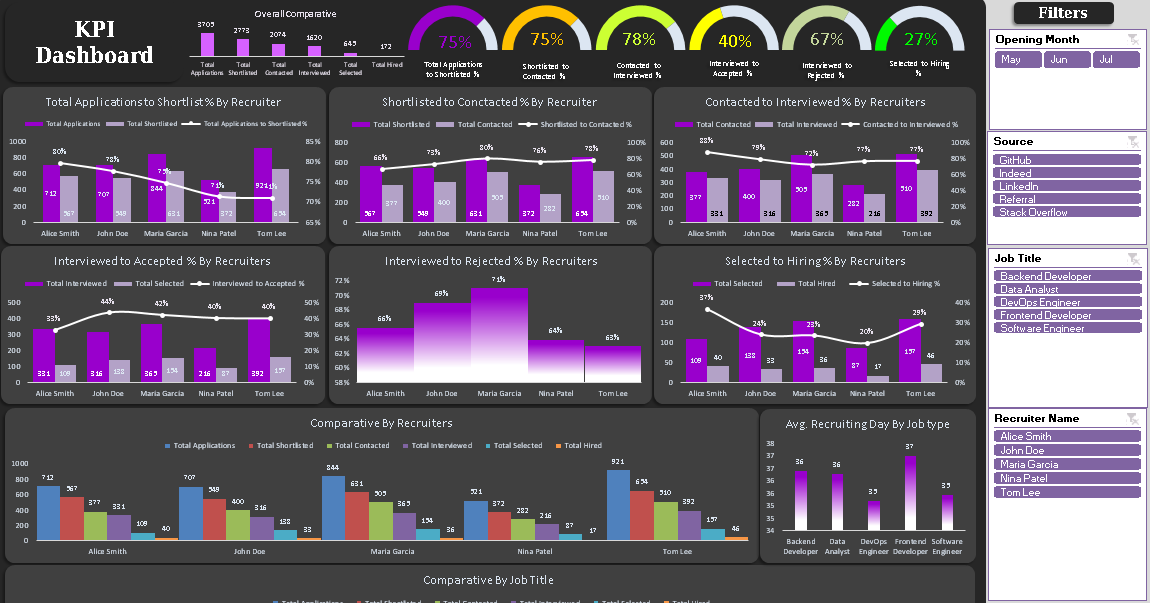 KPI
Dashboard
Overall Comparative
3705 2773 2074 1620 645 172
Total Applications Total Shortlisted Total Contacted Total Interviewed Total Selected Total Hired
75% 75% 78% 40% 67% 27%
Total Applications to Shortlisted %
Shortlisted to Contacted %
Contacted to Interviewed %
Interviewed to Accepted %
Interviewed to Rejected %
Selected to Hiring %
Total Applications to Shortlist % By Recruiter
Total Applications Total Shortlisted Total Applications to Shortlisted %
1000 800 600 400 200 0
85% 80% 75% 70% 65%
80% 78% 75% 71%
712 567 707 549 844 631 521 372 921 654
Alice Smith John Doe Maria Garcia Nina Patel Tom Lee
Shortlisted to Conctacted % By Recruiter
Total Shortlisted Total Contacted Shortlisted to Contacted %
800 600 400 200 0
100% 80% 60% 40% 20% 0%
66% 73% 80% 76% 78%
567 377 549 400 631 505 372 282 654 510
Alice Smith John Doe Maria Garcia Nina Patel Tom Lee
Contacted to Interviewed % By Recruiters
Total Contacted Total Interviewed Contacted to Interviewed %
600 500 400 300 200 100 0
100% 80% 60% 40% 20% 0%
88% 79% 72% 77% 77%
377 331 400 316 505 365 282 216 510 392
Alice Smith John Doe Maria Garcia Nina Patel Tom Lee
Interviewed to Accepted % By Recruiters
Total Interviewed Total Selected Interviewed to Accepted %
500 400 300 200 100 0
50% 40% 30% 20% 10% 0%
33% 44% 42% 40% 40%
331 109 316 138 365 154 216 87 392 157
Alice Smith John Doe Maria Garcia Nina Patel Tom Lee
Interviewed to Rejected % By Recruiters
72% 70% 68% 66% 64% 62% 60% 58%
66% 69% 71% 64% 63%
Alice Smith John Doe Maria Garcia Nina Patel Tom Lee
Selected to Hiring % By Recruiters
Total Selected Total Hired Selected to Hiring %
200 150 100 50 0
40% 30% 20% 10% 0%
37% 24% 23% 20% 29%
109 40 138 33 154 36 87 17 157 46
Alice Smith John Doe Maria Garcia Nina Patel Tom Lee
Comparative By Recruiters
Total Applications Total Shortlisted Total Contacted Total Interviewed Total Selected Total Hired
1000 800 600 400 200 0
712 567 377 331 109 40
707 549 400 316 138 33
844 631 505 365 154 36
521 372 282 216 87 17
921 654 510 392 157 46
Alice Smith John Doe Maria Garcia Nina Patel Tom Lee
Avg. Recruiting Day By Job type
38 37 37 36 36 35 35 34
36 36 35 37 35
Backend Developer Data Analyst DevOps Engineer Frontend Developer Software Engineer
Comparative By Job Title
Total Applications Total Shortlisted Total Contacted Total Interviewed Total Selected Total Hired
Filters
Opening Month
May Jun Jul
Source
GitHub
Indeed
LinkedIn
Referral
Stack Overflow
Job Title
Backend Developer
Data Analyst
DevOps Engineer
Frontend Developer
Software Engineer
Recruiter Name
Alice Smith
John Doe
Maria Garcia
Nina Patel
Tom Lee